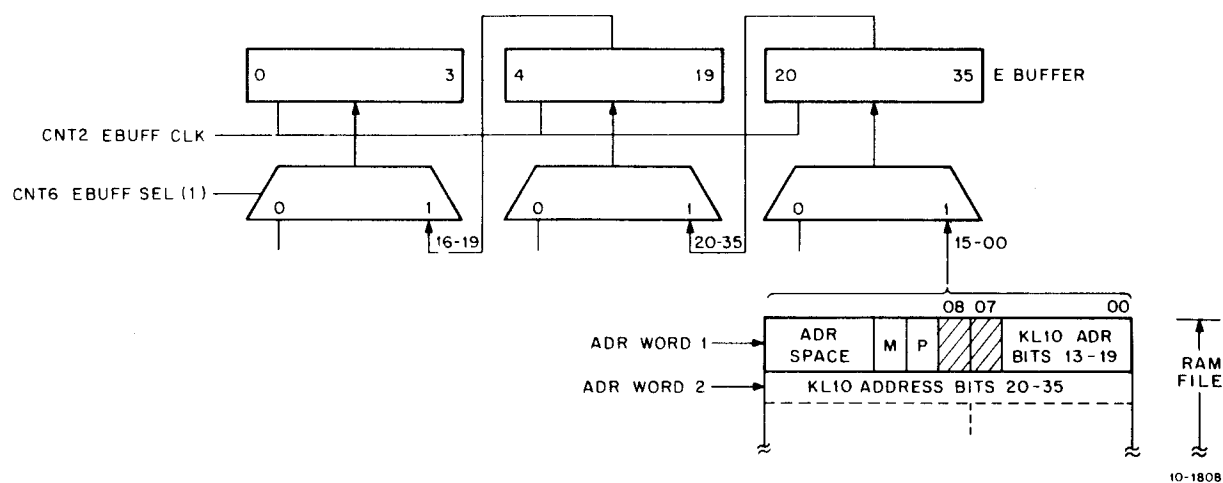 0 3
4 19
20 35
E BUFFER
CNT2 EBUFF CLK
CNT6 EBUFF SEL (1)
0 1
0 1
0 1
16-19
20-35
15-00
08 07 00
ADR WORD 1
ADR SPACE
M
P
KL10 ADR
BITS 13-19
ADR WORD 2
KL10 ADDRESS BITS 20-35
RAM
FILE
10-1808